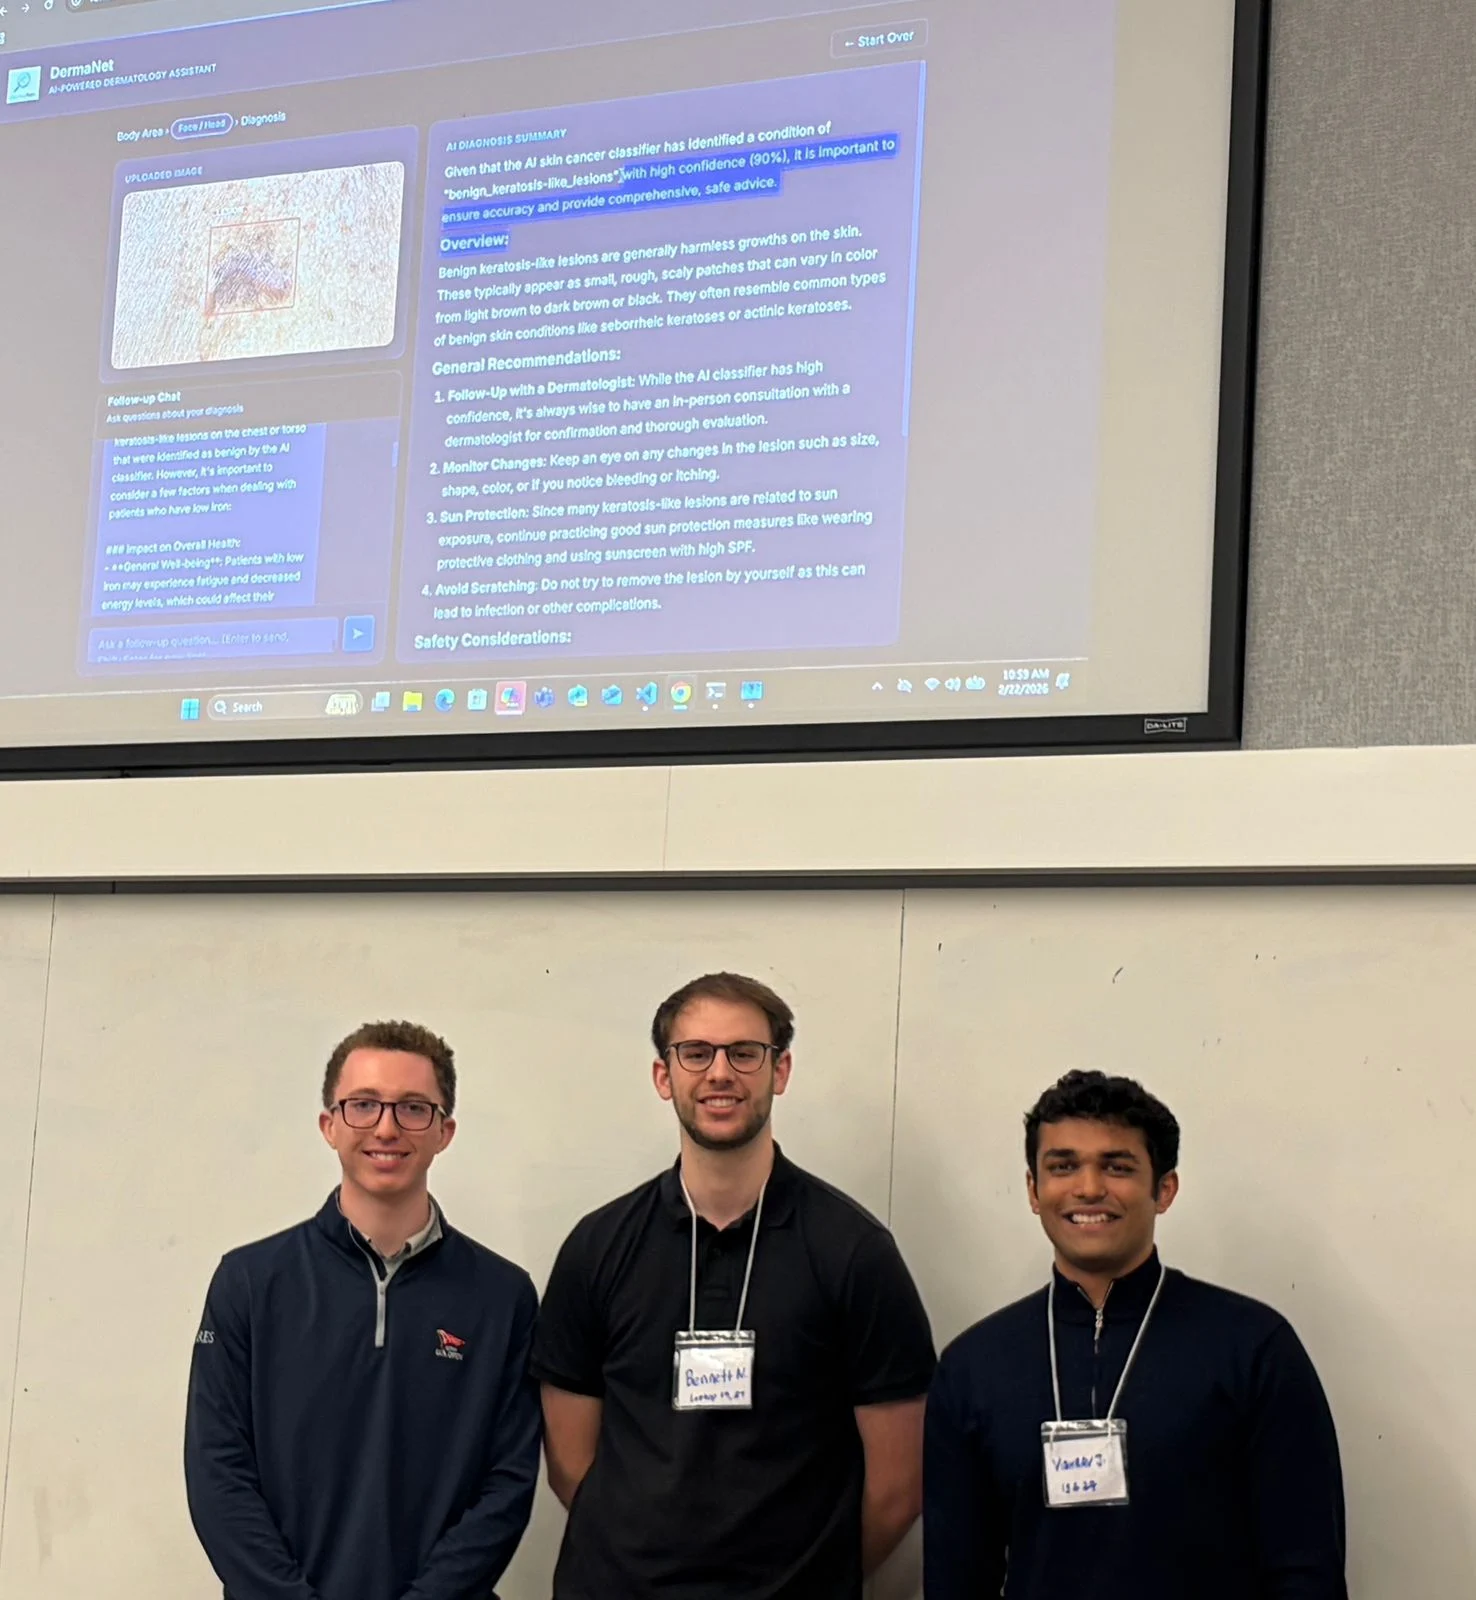 DermaNet
AI-POWERED DERMATOLOGY ASSISTANT
← Start Over
Body Area › Face / Head › Diagnosis
UPLOADED IMAGE
Follow-up Chat
Ask questions about your diagnosis
keratosis-like lesions on the chest or torso
that were identified as benign by the AI
classifier. However, it's important to
consider a few factors when dealing with
patients who have low iron:
### Impact on Overall Health:
- **General Well-being**: Patients with low
iron may experience fatigue and decreased
energy levels, which could affect their
Ask a follow-up question... (Enter to send,
AI DIAGNOSIS SUMMARY
Given that the AI skin cancer classifier has identified a condition of
"benign_keratosis-like_lesions" with high confidence (90%), it is important to
ensure accuracy and provide comprehensive, safe advice.
Overview:
Benign keratosis-like lesions are generally harmless growths on the skin.
These typically appear as small, rough, scaly patches that can vary in color
from light brown to dark brown or black. They often resemble common types
of benign skin conditions like seborrheic keratoses or actinic keratoses.
General Recommendations:
1. Follow-Up with a Dermatologist: While the AI classifier has high
confidence, it's always wise to have an in-person consultation with a
dermatologist for confirmation and thorough evaluation.
2. Monitor Changes: Keep an eye on any changes in the lesion such as size,
shape, color, or if you notice bleeding or itching.
3. Sun Protection: Since many keratosis-like lesions are related to sun
exposure, continue practicing good sun protection measures like wearing
protective clothing and using sunscreen with high SPF.
4. Avoid Scratching: Do not try to remove the lesion by yourself as this can
lead to infection or other complications.
Safety Considerations:
Search
10:59 AM
2/22/2026
DA-LITE
RES
Bennett N.